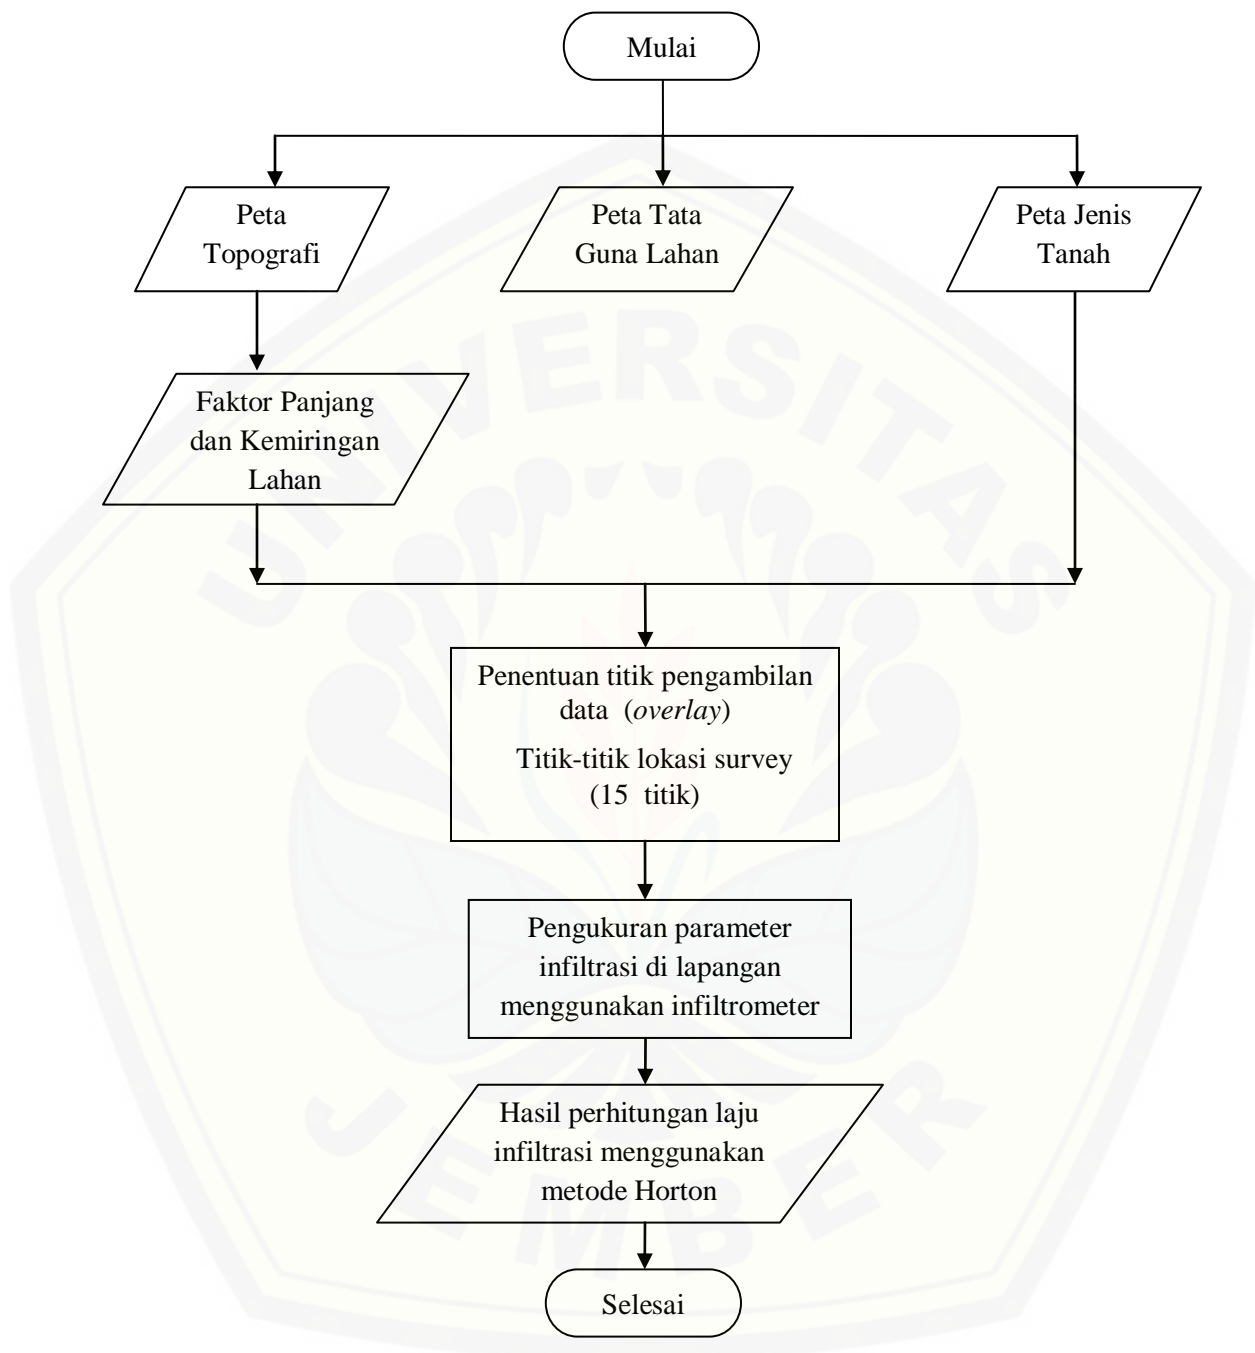 Mulai
Peta
Topografi
Peta Tata
Guna Lahan
Peta Jenis
Tanah
Faktor Panjang
dan Kemiringan
Lahan
Penentuan titik pengambilan
data (overlay)
Titik-titik lokasi survey
(15 titik)
Pengukuran parameter
infiltrasi di lapangan
menggunakan infiltrometer
Hasil perhitungan laju
infiltrasi menggunakan
metode Horton
Selesai
UNIVERSITAS
JEMBER